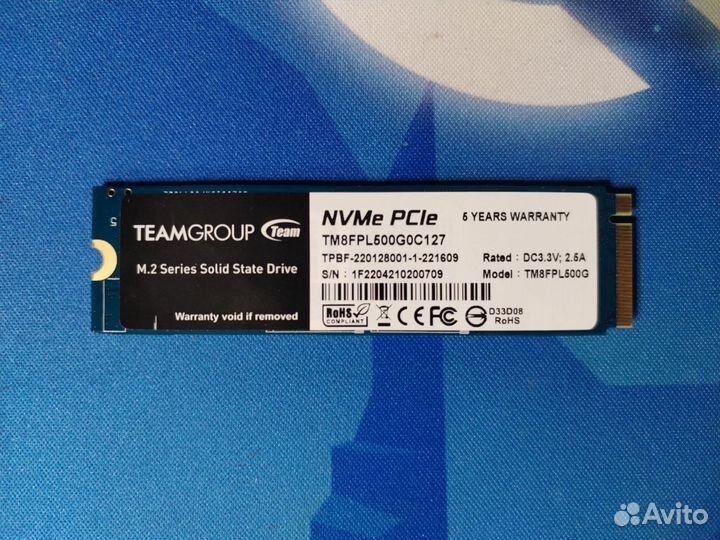 TEAMGROUP Team
M.2 Series Solid State Drive
Warranty void if removed
NVMe PCIe
5 YEARS WARRANTY
TM8FPL500G0C127
TPBF-220128001-1-221609
Rated : DC3.3V; 2.5A
S/N : 1F2204210200709
Model : TM8FPL500G
RoHS
COMPLIANT
CE FC
D33D08
RoHS
5
Avito